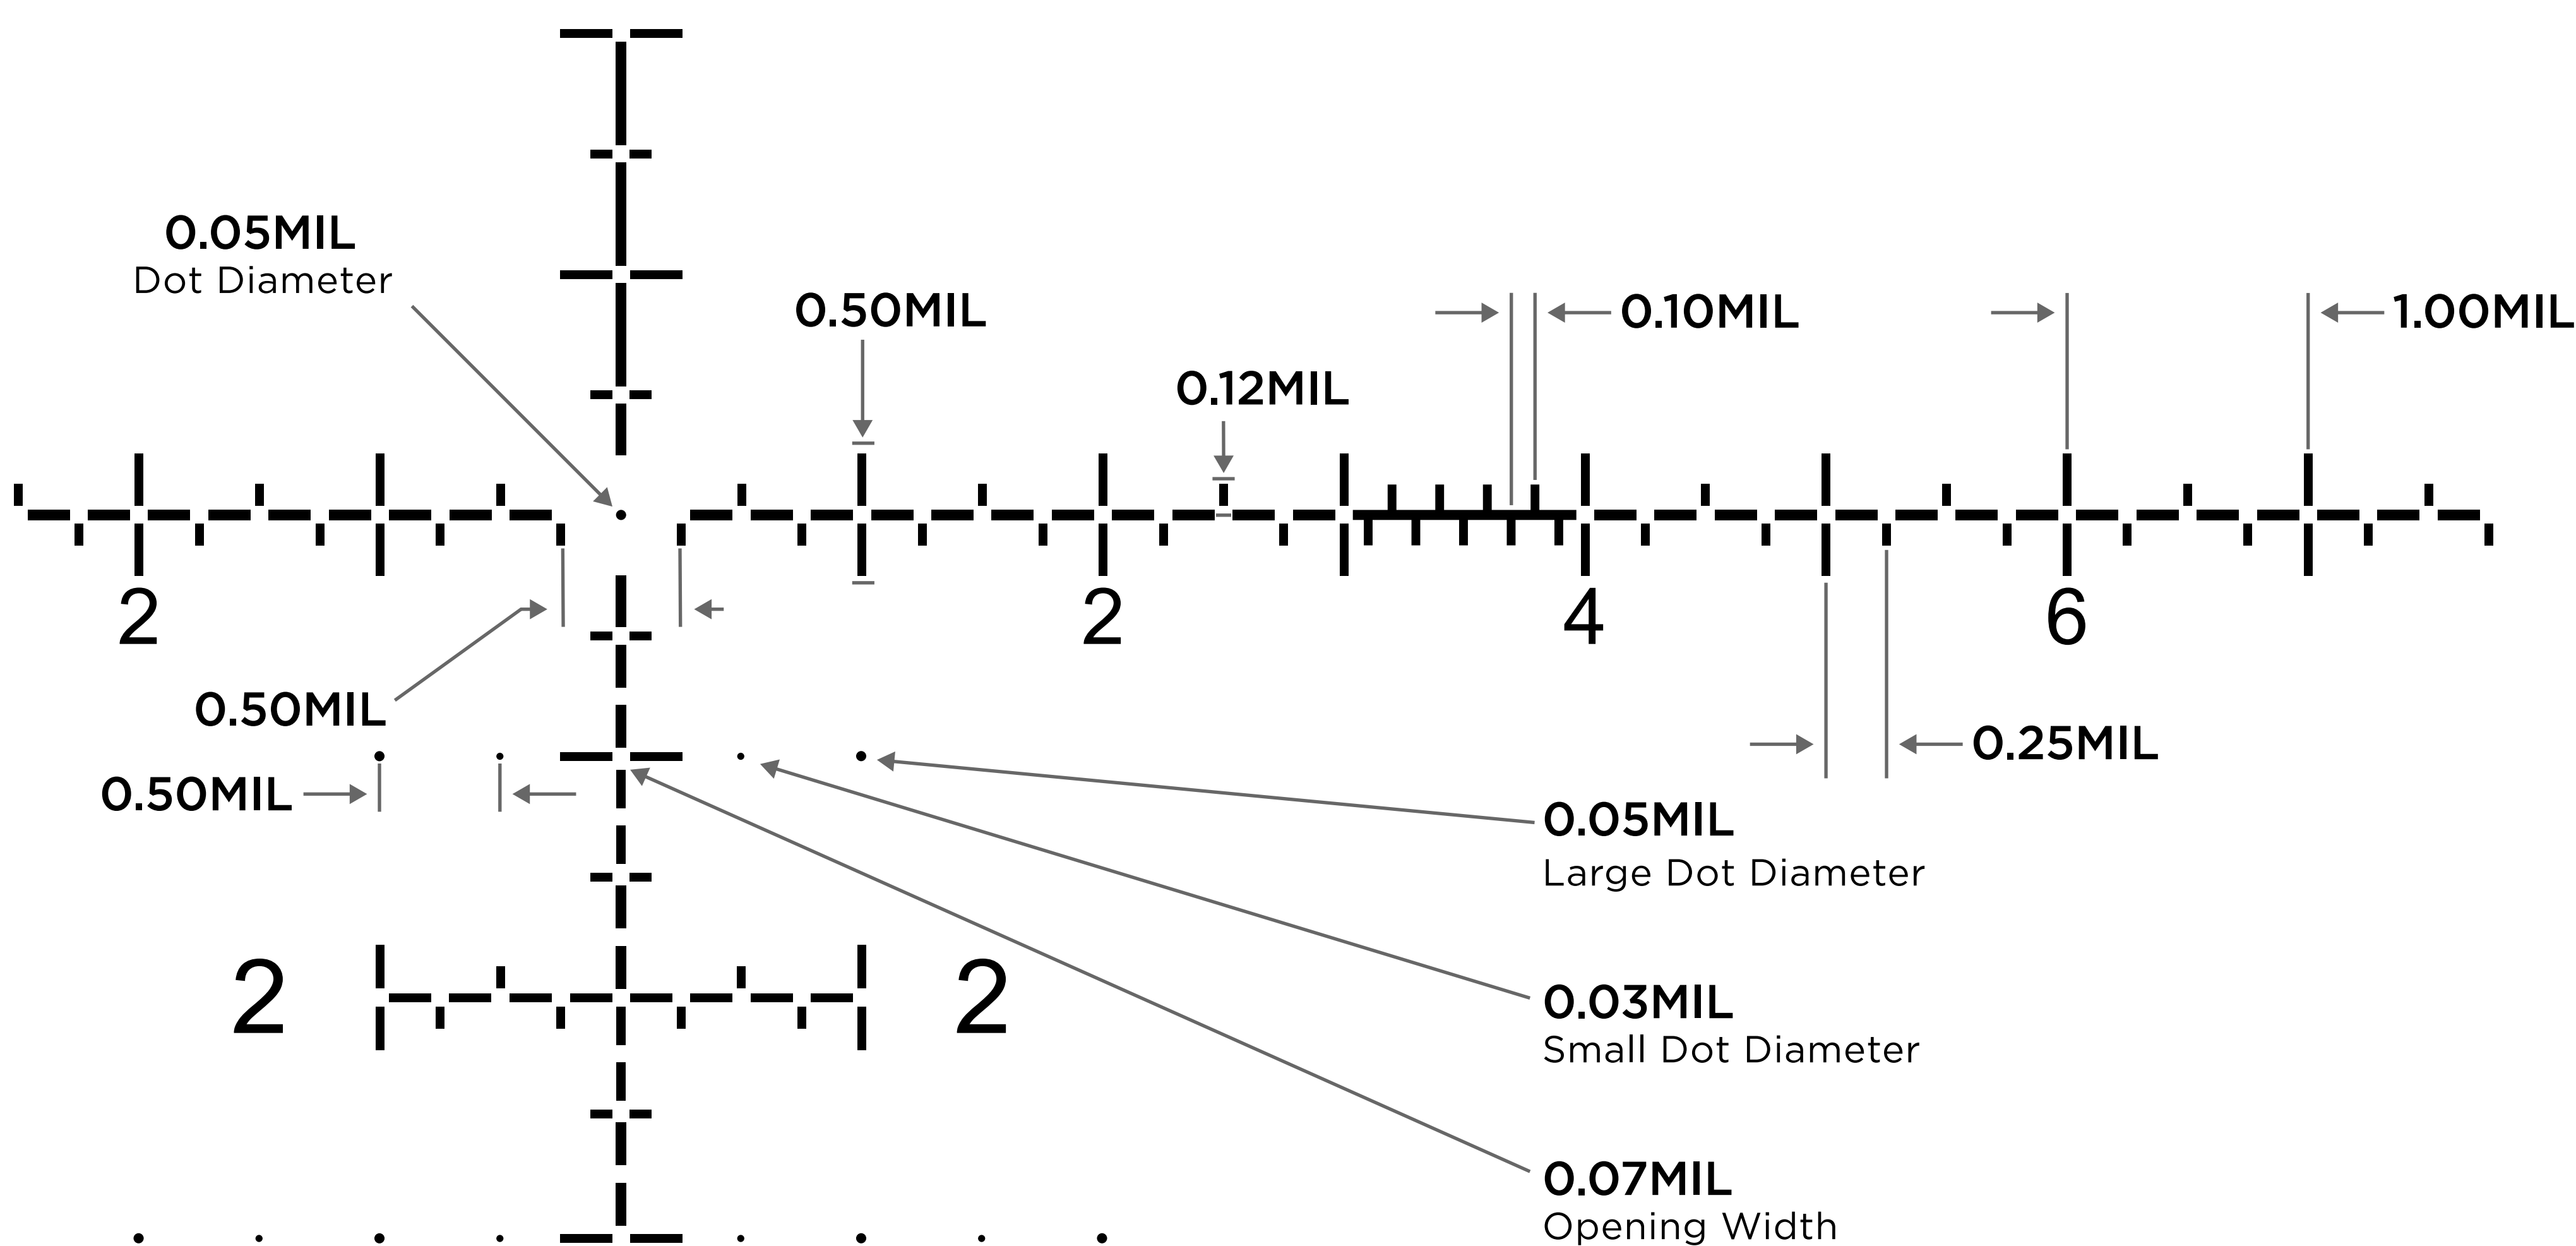 0.05MIL
Dot Diameter
0.50MIL
0.12MIL
0.10MIL
1.00MIL
2
2
4
6
0.50MIL
0.50MIL
0.25MIL
0.05MIL
Large Dot Diameter
2
2
0.03MIL
Small Dot Diameter
0.07MIL
Opening Width